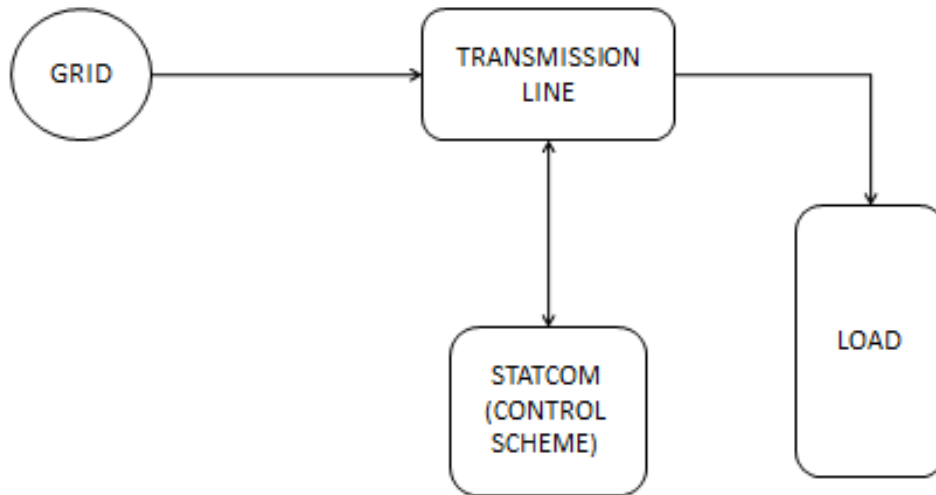 GRID
TRANSMISSION
LINE
STATCOM
(CONTROL
SCHEME)
LOAD